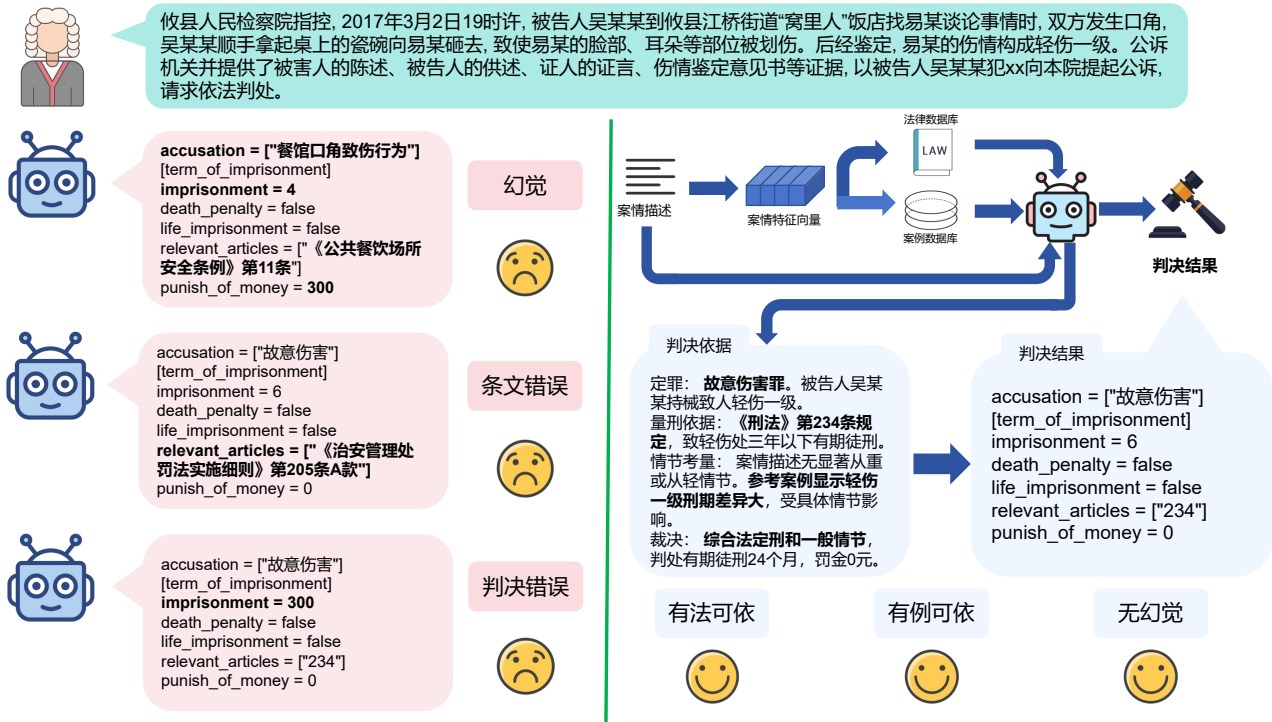 攸县人民检察院指控, 2017年3月2日19时许, 被告人吴某某到攸县江桥街道“窝里人”饭店找易某谈论事情时, 双方发生口角,
吴某某顺手拿起桌上的瓷碗向易某砸去, 致使易某的脸部、耳朵等部位被划伤。后经鉴定, 易某的伤情构成轻伤一级。公诉
机关并提供了被害人的陈述、被告人的供述、证人的证言、伤情鉴定意见书等证据, 以被告人吴某某犯xx向本院提起公诉,
请求依法判处。
accusation = ["餐馆口角致伤行为"]
[term_of_imprisonment]
imprisonment = 4
death_penalty = false
life_imprisonment = false
relevant_articles = ["《公共餐饮场所
安全条例》第11条"]
punish_of_money = 300
幻觉
accusation = ["故意伤害"]
[term_of_imprisonment]
imprisonment = 6
death_penalty = false
life_imprisonment = false
relevant_articles = ["《治安管理处
罚法实施细则》第205条A款"]
punish_of_money = 0
条文错误
accusation = ["故意伤害"]
[term_of_imprisonment]
imprisonment = 300
death_penalty = false
life_imprisonment = false
relevant_articles = ["234"]
punish_of_money = 0
判决错误
案情描述
案情特征向量
法律数据库
LAW
案例数据库
判决结果
判决依据
定罪： 故意伤害罪。被告人吴某
某持械致人轻伤一级。
量刑依据：《刑法》第234条规
定，致轻伤处三年以下有期徒刑。
情节考量： 案情描述无显著从重
或从轻情节。参考案例显示轻伤
一级刑期差异大，受具体情节影
响。
裁决： 综合法定刑和一般情节，
判处有期徒刑24个月，罚金0元。
判决结果
accusation = ["故意伤害"]
[term_of_imprisonment]
imprisonment = 6
death_penalty = false
life_imprisonment = false
relevant_articles = ["234"]
punish_of_money = 0
有法可依
有例可依
无幻觉